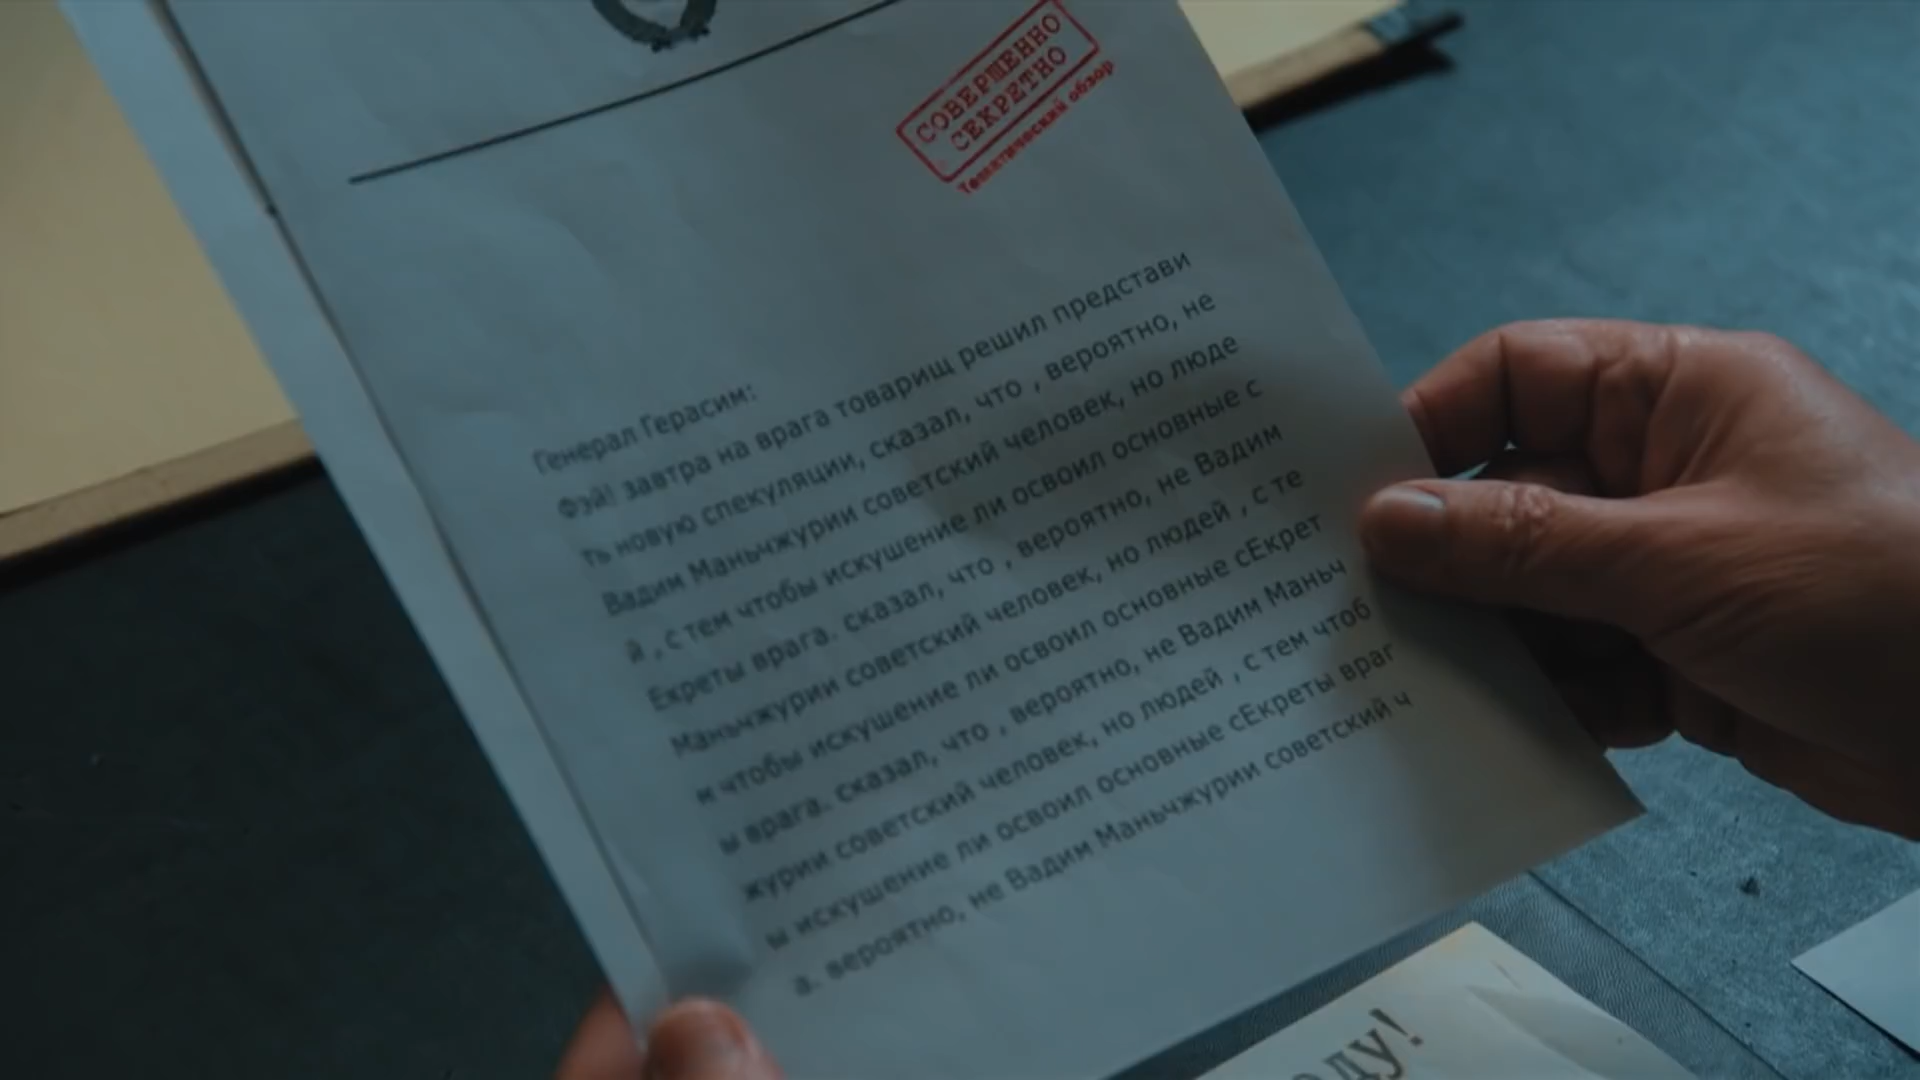 СОВЕРШЕННО
СЕКРЕТНО
Тематический обзор
Генерал Герасим:
Фэй! завтра на врага товарищ решил представи
ть новую спекуляции, сказал, что , вероятно, не
Вадим Маньчжурии советский человек, но люде
й , с тем чтобы искушение ли освоил основные с
Екреты врага. сказал, что , вероятно, не Вадим
Маньчжурии советский человек, но людей , с те
м чтобы искушение ли освоил основные сЕкрет
ы врага. сказал, что , вероятно, не Вадим Маньч
журии советский человек, но людей , с тем чтоб
ы искушение ли освоил основные сЕкреты враг
а. вероятно, не Вадим Маньчжурии советский ч